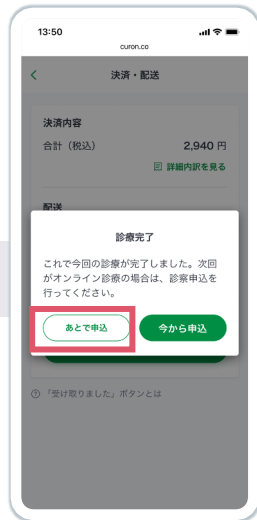 13:50
curon.co
決済・配送
決済内容
合計（税込） 2,940 円
詳細内訳を見る
配送
診療完了
これで今回の診療が完了しました。次回
がオンライン診療の場合は、診察申込を
行ってください。
あとで申込 今から申込
「受け取りました」ボタンとは